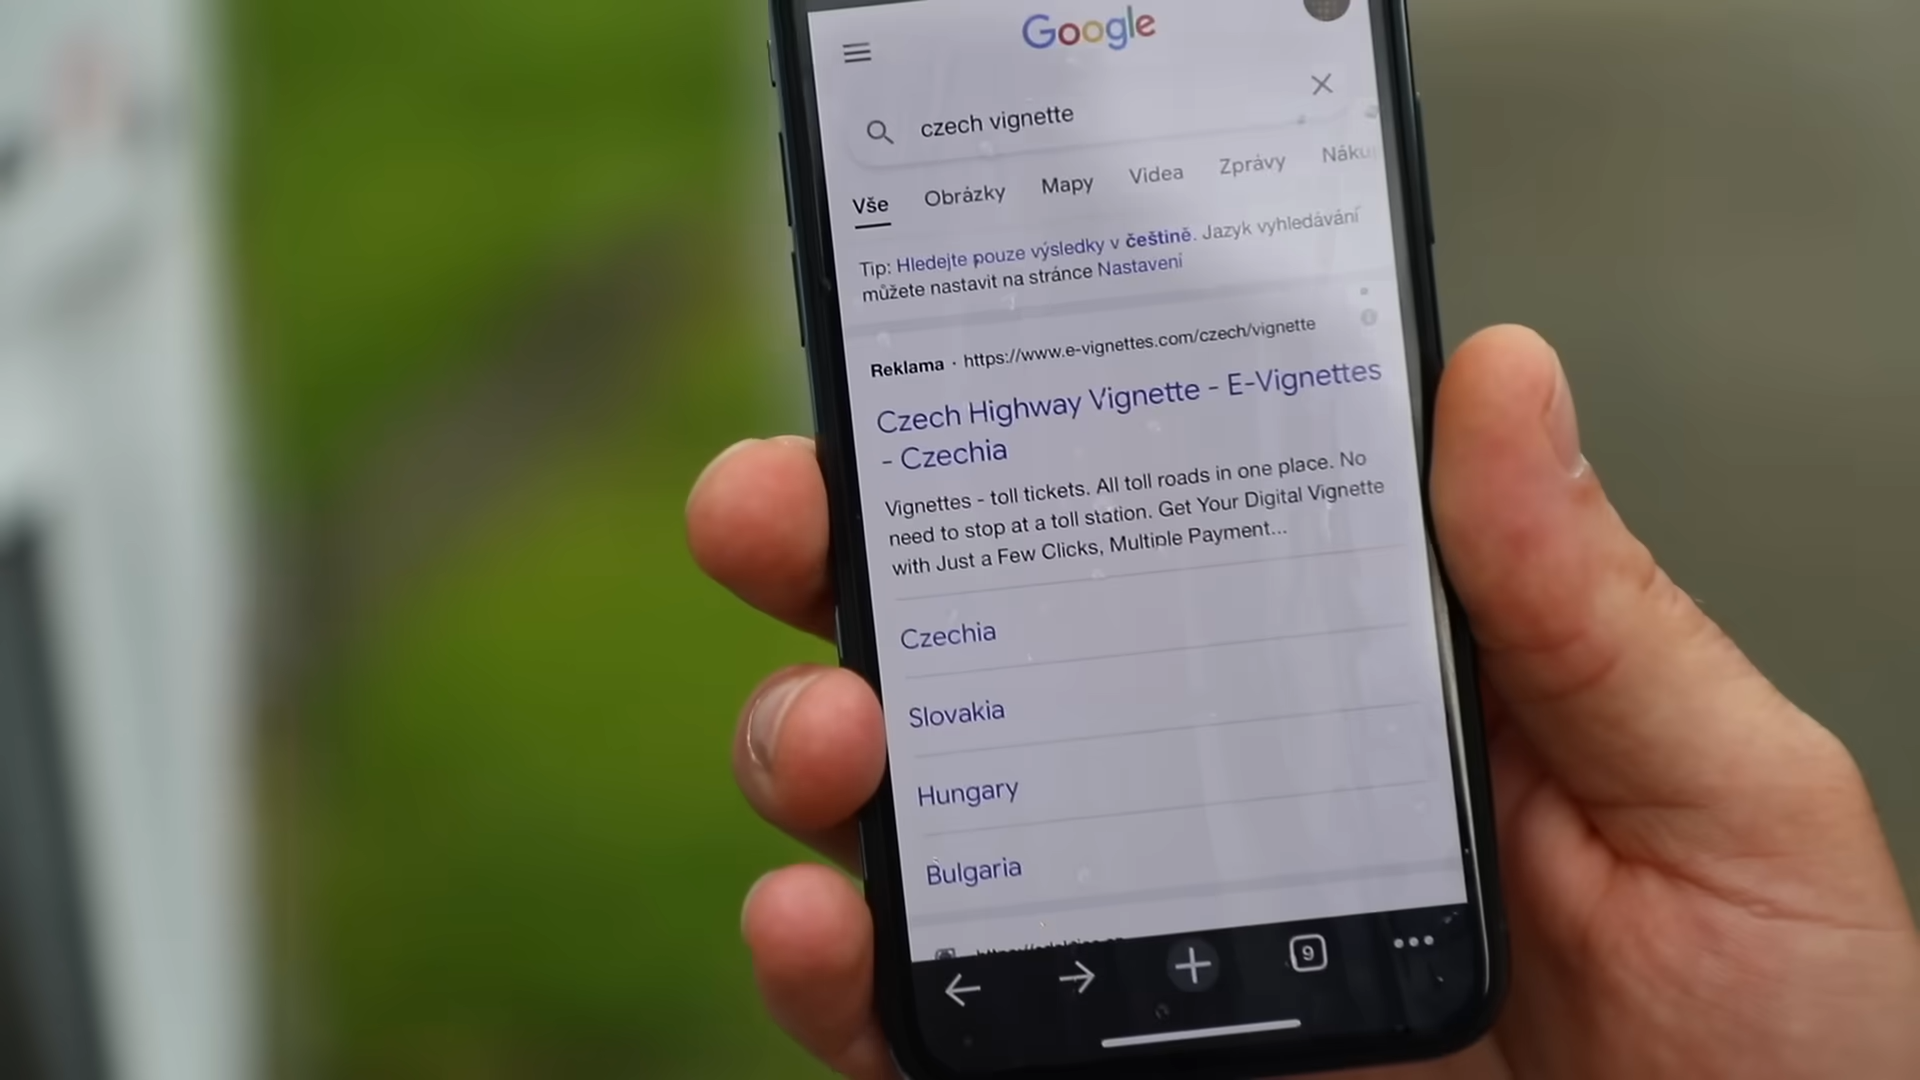 Google
czech vignette
Vše Obrázky Mapy Videa Zprávy Náku
Tip: Hledejte pouze výsledky v češtině. Jazyk vyhledávání
můžete nastavit na stránce Nastavení
Reklama · https://www.e-vignettes.com/czech/vignette
Czech Highway Vignette - E-Vignettes
- Czechia
Vignettes - toll tickets. All toll roads in one place. No
need to stop at a toll station. Get Your Digital Vignette
with Just a Few Clicks, Multiple Payment...
Czechia
Slovakia
Hungary
Bulgaria
9